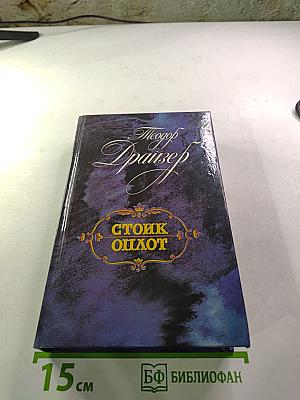 Теодор
Драйзер
СТОИК
ОПЛОТ
15 см
БФ БИБЛИОФАН